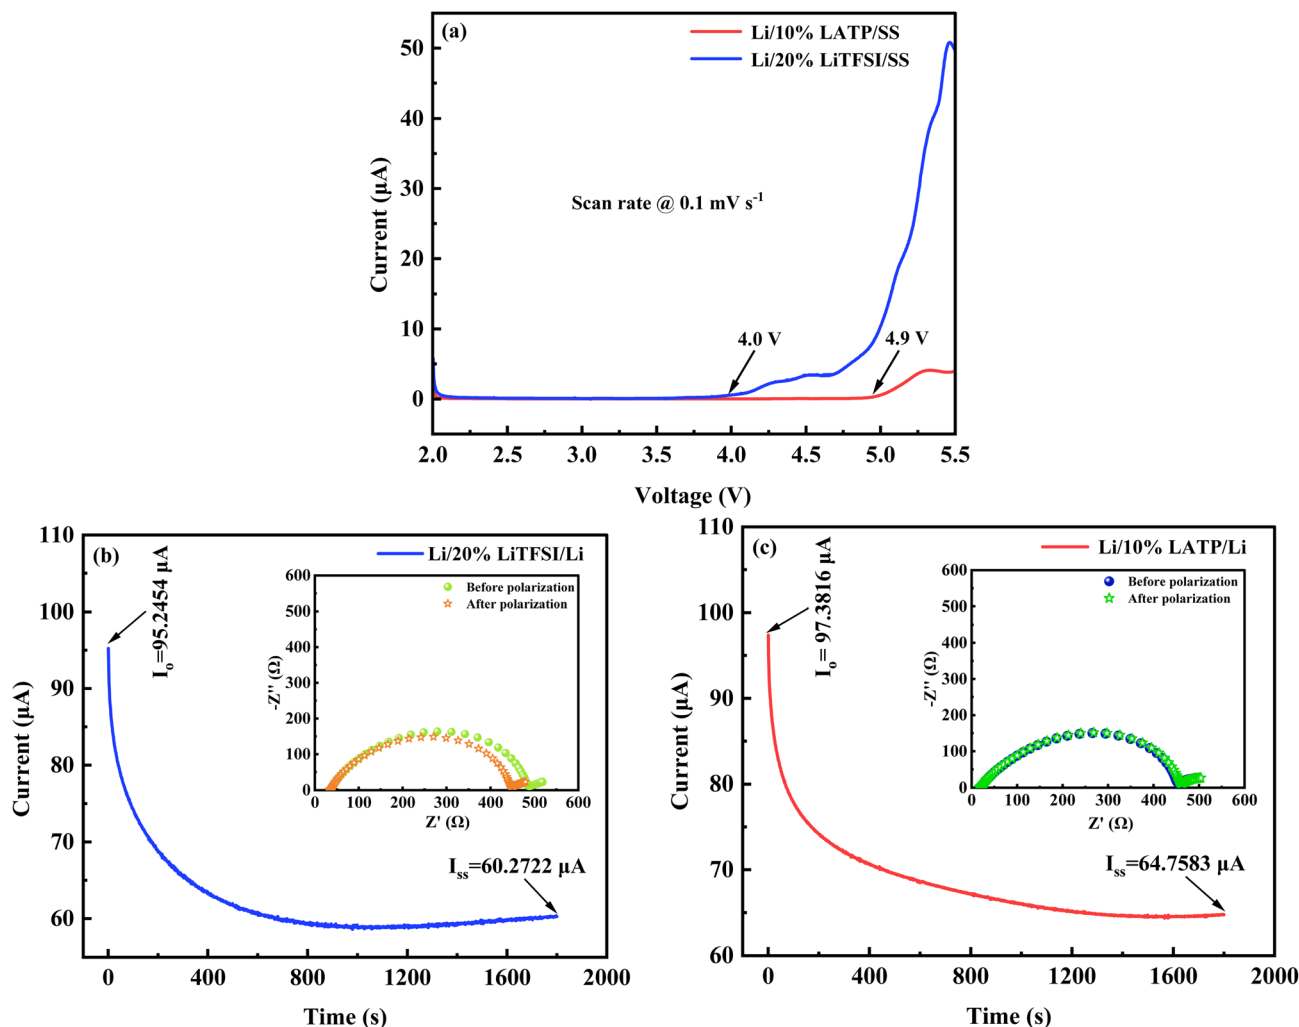 (a)
Li/10% LATP/SS
Li/20% LiTFSI/SS
Scan rate @ 0.1 mV s⁻¹
4.0 V
4.9 V
50
40
30
20
10
0
Current (µA)
2.0 2.5 3.0 3.5 4.0 4.5 5.0 5.5
Voltage (V)
(b)
Li/20% LiTFSI/Li
I₀=95.2454 µA
Iss=60.2722 µA
110
100
90
80
70
60
Current (µA)
0 400 800 1200 1600 2000
Time (s)
Before polarization
After polarization
600
500
400
300
200
100
0
-Z'' (Ω)
0 100 200 300 400 500 600
Z' (Ω)
(c)
Li/10% LATP/Li
I₀= 97.3816 µA
Iss=64.7583 µA
110
100
90
80
70
60
Current (µA)
0 400 800 1200 1600 2000
Time (s)
Before polarization
After polarization
600
500
400
300
200
100
0
-Z'' (Ω)
0 100 200 300 400 500 600
Z' (Ω)